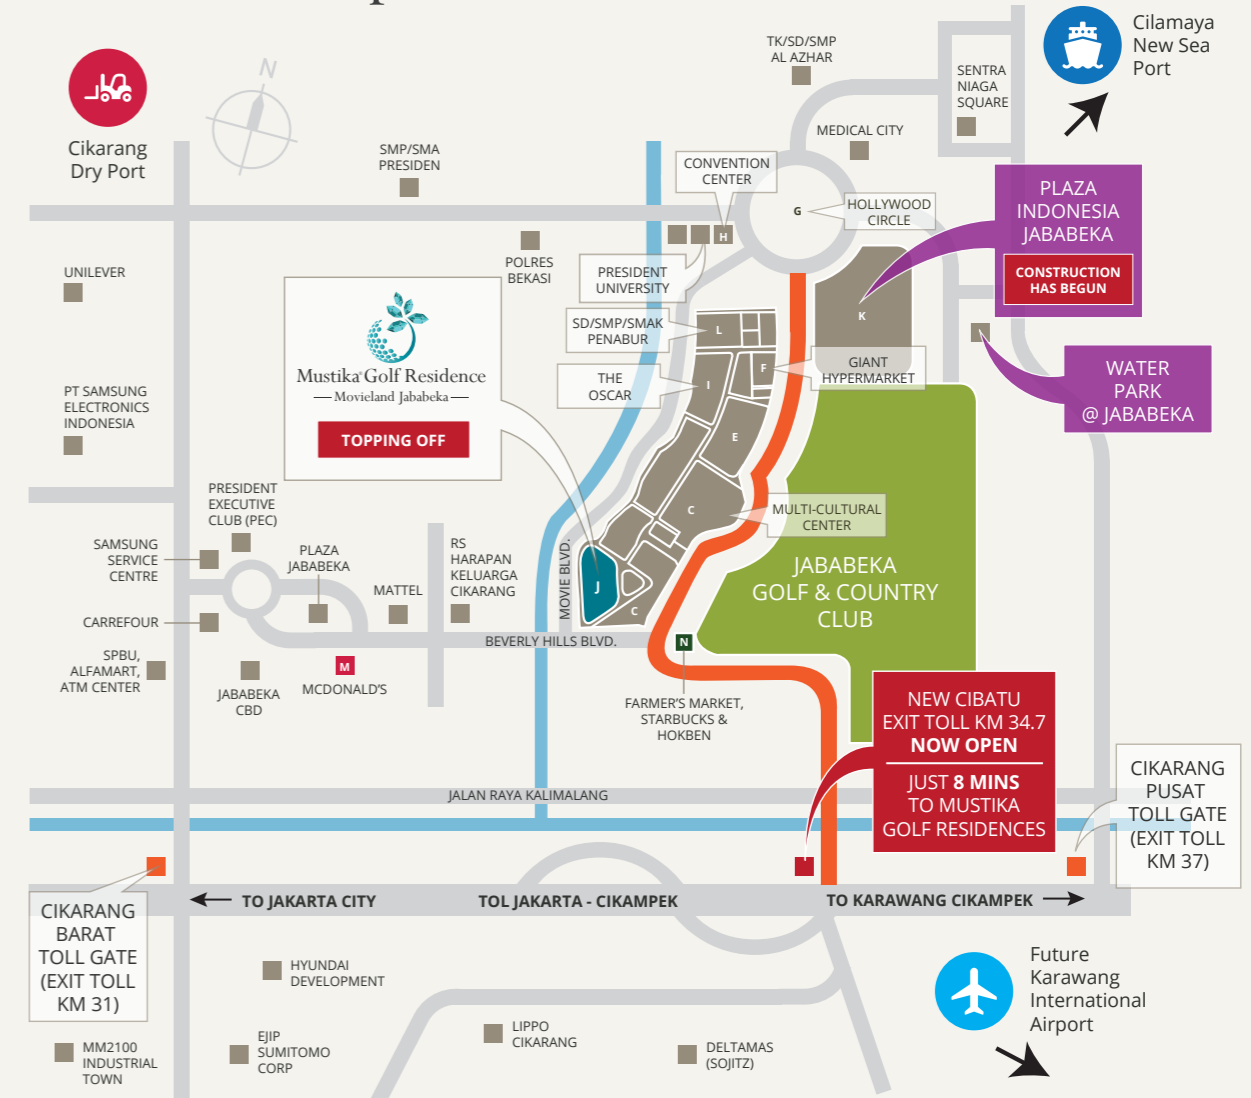 Cilamaya
New Sea
Port
TK/SD/SMP
AL AZHAR
N
SENTRA
NIAGA
SQUARE
Cikarang
Dry Port
SMP/SMA
PRESIDEN
MEDICAL CITY
CONVENTION
CENTER
PLAZA
INDONESIA
JABABEKA
CONSTRUCTION
HAS BEGUN
G
HOLLYWOOD
CIRCLE
H
POLRES
BEKASI
PRESIDENT
UNIVERSITY
UNILEVER
K
SD/SMP/SMAK
PENABUR
L
Mustika Golf Residence
Movieland Jababeka
TOPPING OFF
THE
OSCAR
I
F
GIANT
HYPERMARKET
WATER
PARK
@ JABABEKA
PT SAMSUNG
ELECTRONICS
INDONESIA
E
PRESIDENT
EXECUTIVE
CLUB (PEC)
C
MULTI-CULTURAL
CENTER
SAMSUNG
SERVICE
CENTRE
PLAZA
JABABEKA
RS
HARAPAN
KELUARGA
CIKARANG
MATTEL
MOVIE BLVD.
J
C
JABABEKA
GOLF & COUNTRY
CLUB
CARREFOUR
BEVERLY HILLS BLVD.
N
SPBU,
ALFAMART,
ATM CENTER
JABABEKA
CBD
M
MCDONALD'S
FARMER'S MARKET,
STARBUCKS &
HOKBEN
NEW CIBATU
EXIT TOLL KM 34.7
NOW OPEN
JUST 8 MINS
TO MUSTIKA
GOLF RESIDENCES
CIKARANG
PUSAT
TOLL GATE
(EXIT TOLL
KM 37)
JALAN RAYA KALIMALANG
TO JAKARTA CITY
TOL JAKARTA - CIKAMPEK
TO KARAWANG CIKAMPEK
CIKARANG
BARAT
TOLL GATE
(EXIT TOLL
KM 31)
HYUNDAI
DEVELOPMENT
Future
Karawang
International
Airport
MM2100
INDUSTRIAL
TOWN
EJIP
SUMITOMO
CORP
LIPPO
CIKARANG
DELTAMAS
(SOJITZ)